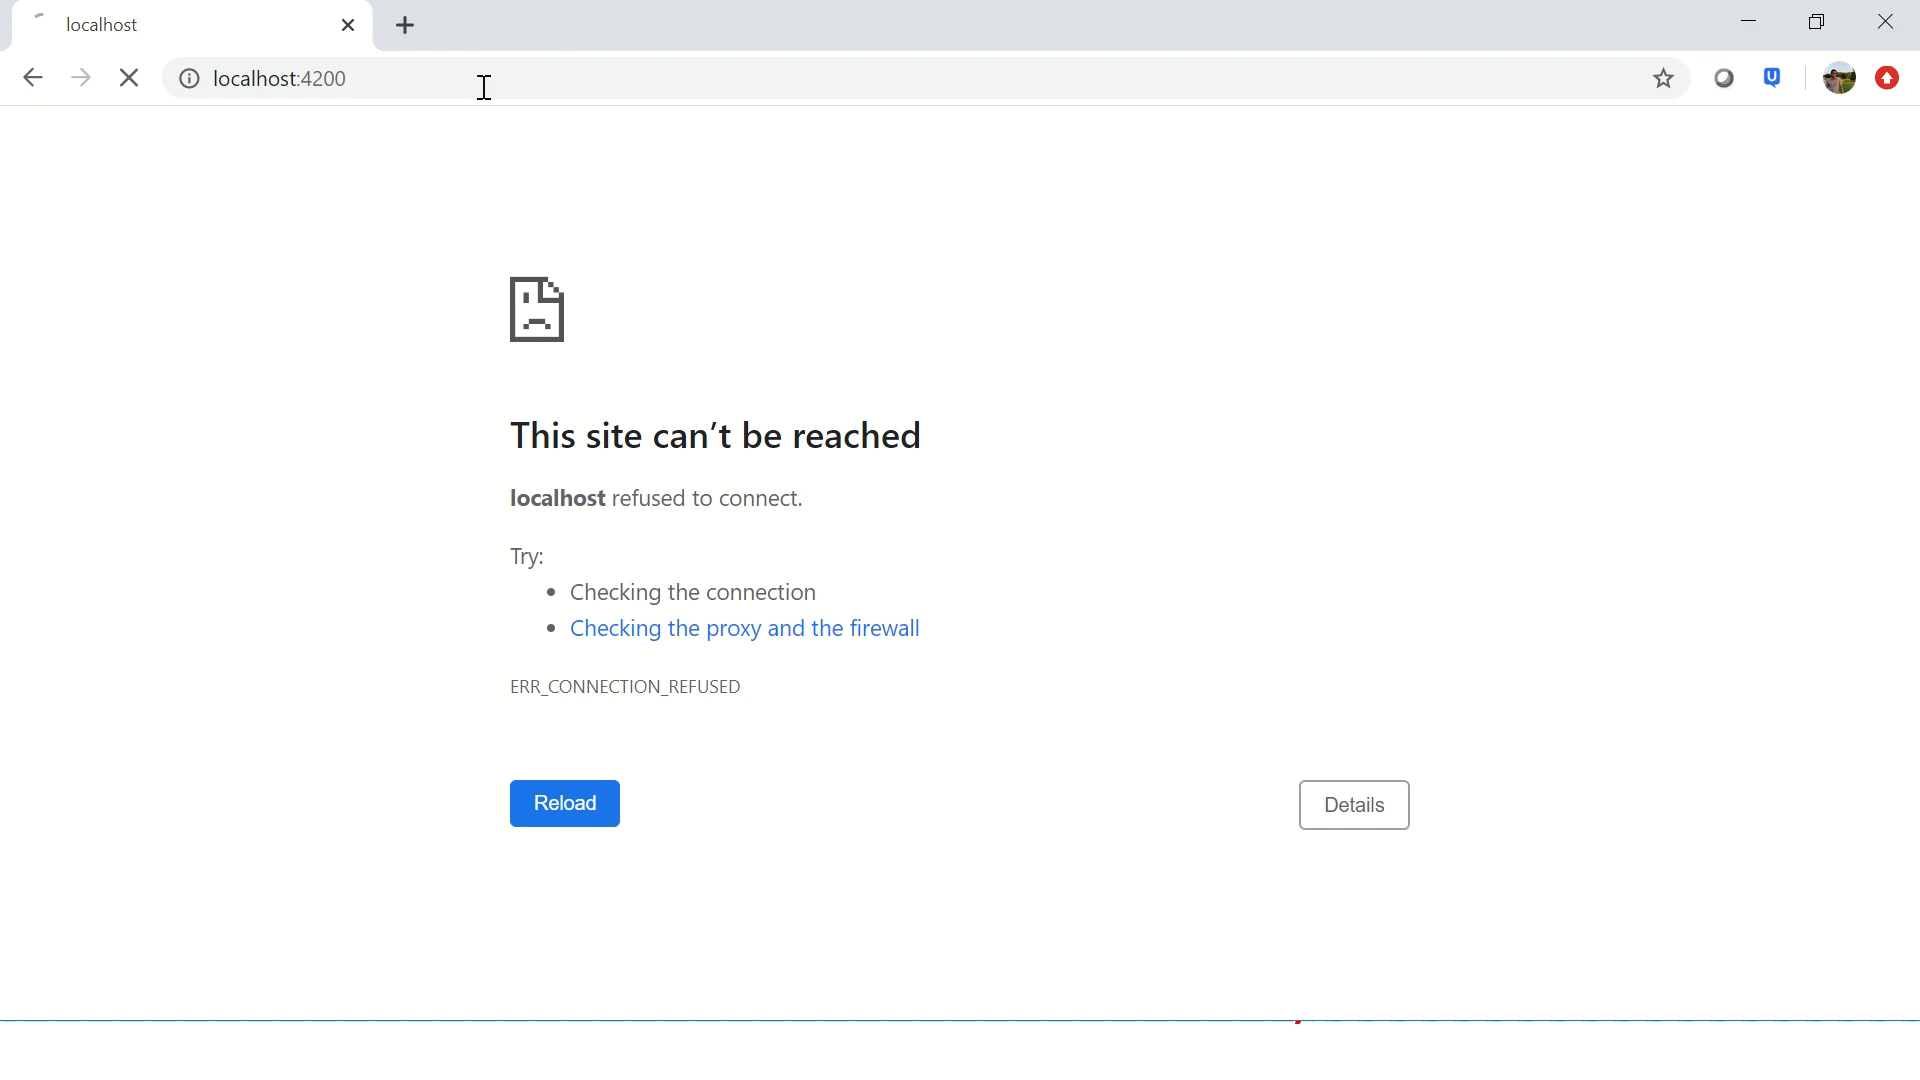 localhost
localhost:4200
This site can't be reached
localhost refused to connect.
Try:
• Checking the connection
• Checking the proxy and the firewall
ERR_CONNECTION_REFUSED
Reload
Details